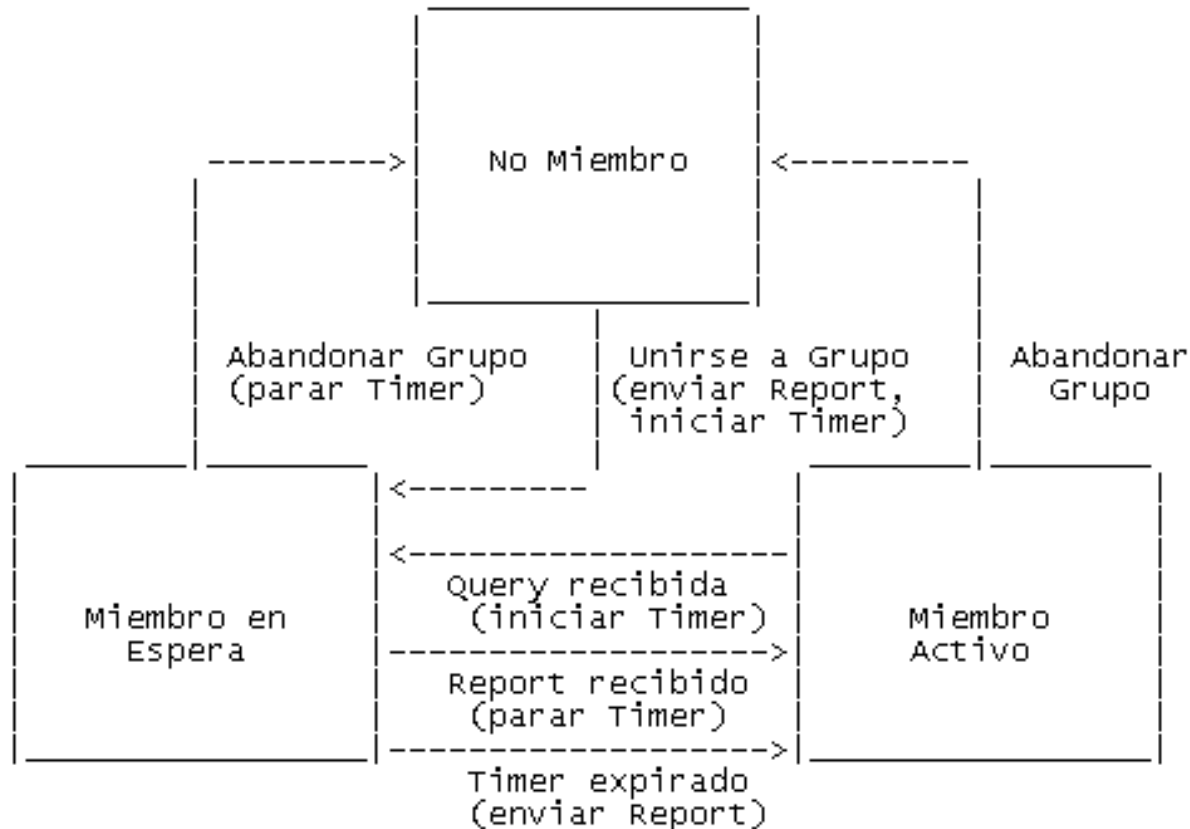 No Miembro
Abandonar Grupo
(parar Timer)
Unirse a Grupo
(enviar Report,
iniciar Timer)
Abandonar
Grupo
Miembro en
Espera
Query recibida
(iniciar Timer)
Report recibido
(parar Timer)
Timer expirado
(enviar Report)
Miembro
Activo